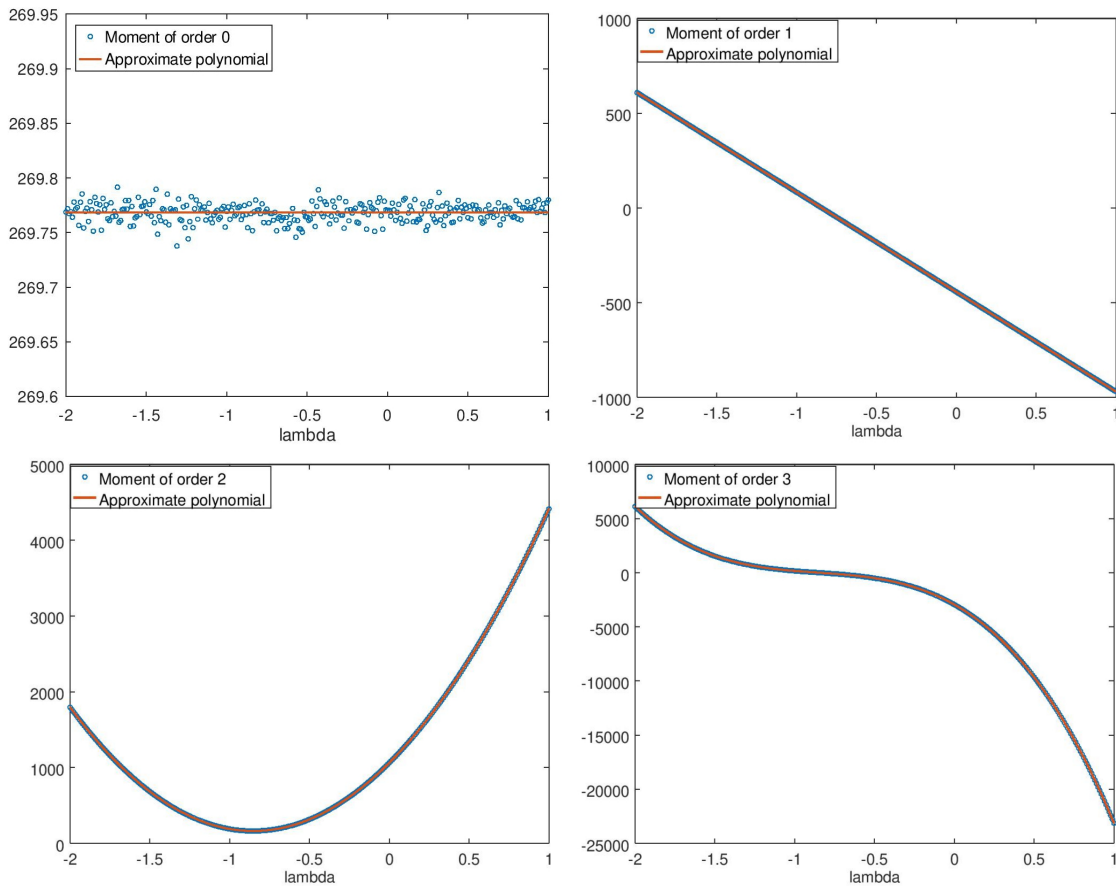 269.95
269.9
269.85
269.8
269.75
269.7
269.65
269.6
Moment of order 0
Approximate polynomial
-2 -1.5 -1 -0.5 0 0.5 1
lambda
1000
500
0
-500
-1000
Moment of order 1
Approximate polynomial
-2 -1.5 -1 -0.5 0 0.5 1
lambda
5000
4000
3000
2000
1000
0
Moment of order 2
Approximate polynomial
-2 -1.5 -1 -0.5 0 0.5 1
lambda
10000
5000
0
-5000
-10000
-15000
-20000
-25000
Moment of order 3
Approximate polynomial
-2 -1.5 -1 -0.5 0 0.5 1
lambda